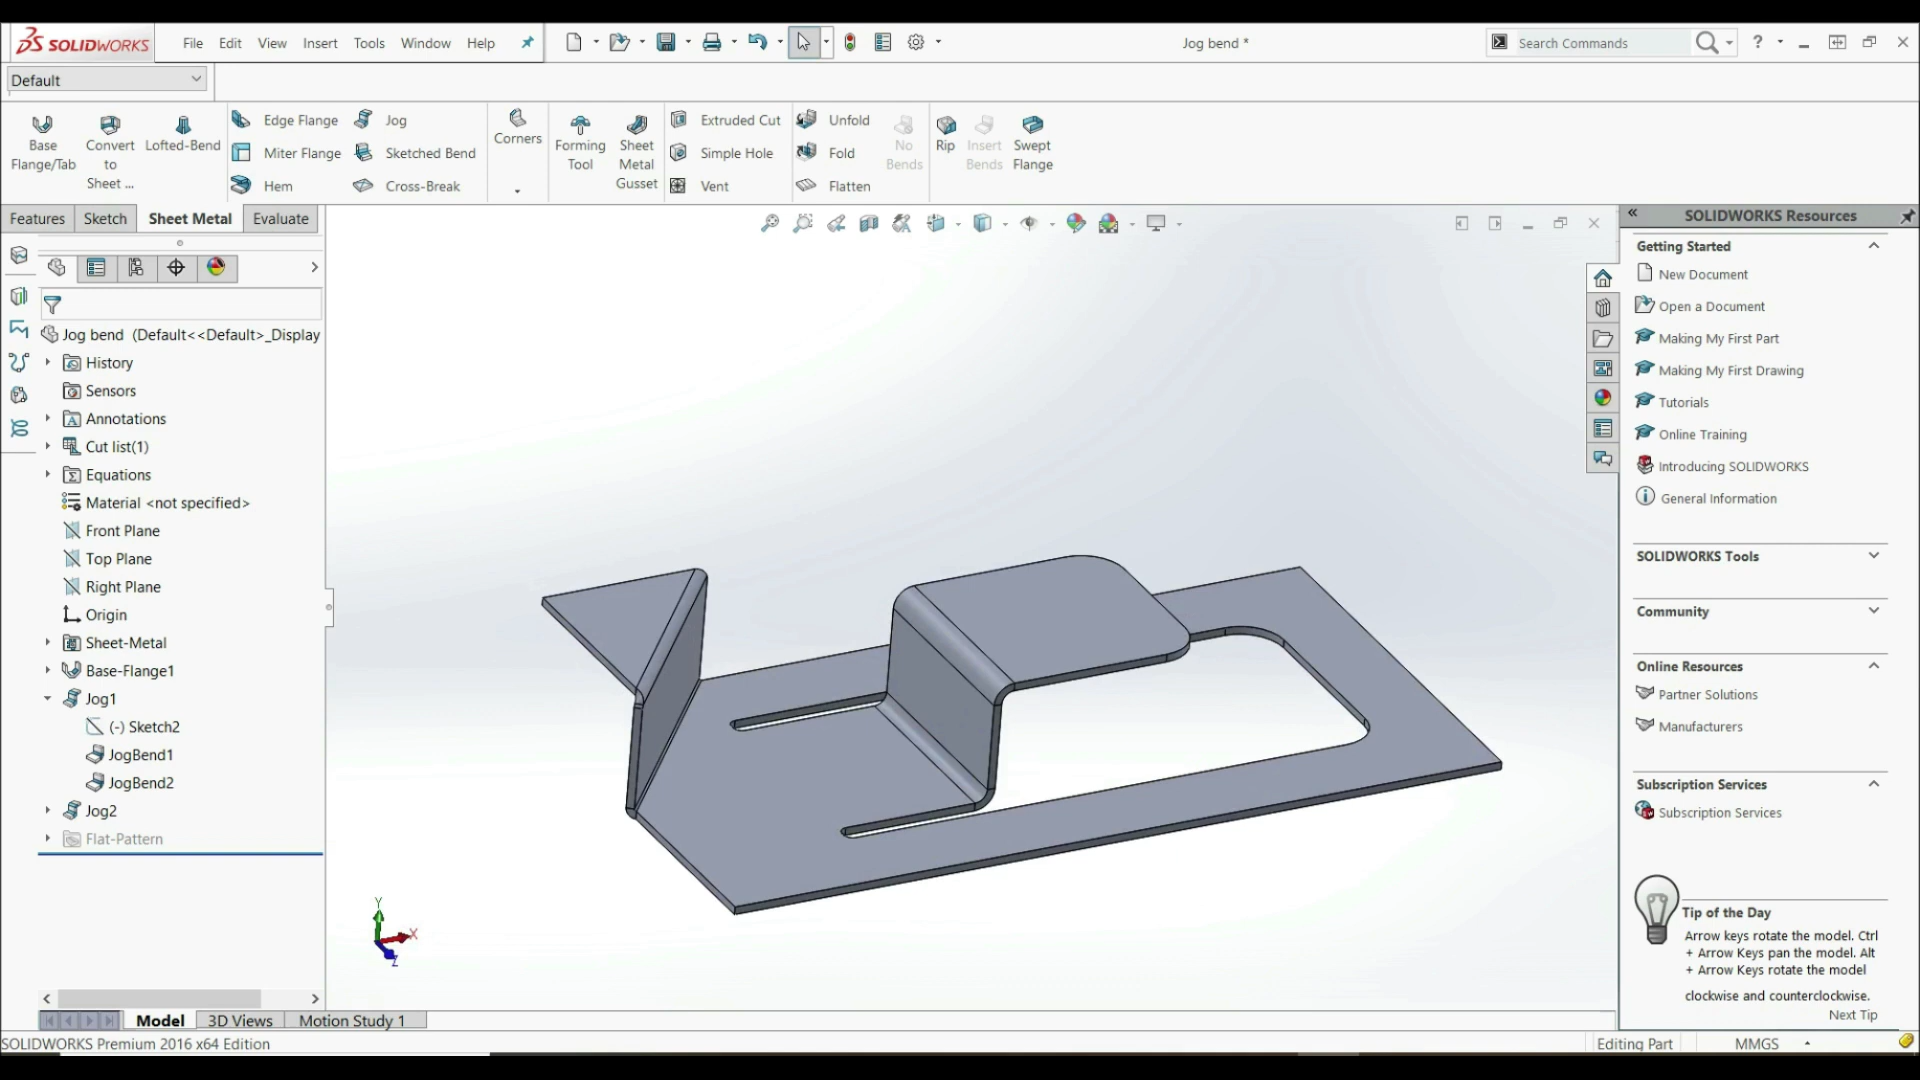 SOLIDWORKS File Edit View Insert Tools Window Help Jog bend * Search Commands ?
Default
Base Flange/Tab
Convert to Sheet ...
Lofted-Bend
Edge Flange
Miter Flange
Hem
Jog
Sketched Bend
Cross-Break
Corners
Forming Tool
Sheet Metal Gusset
Extruded Cut
Simple Hole
Vent
Unfold
Fold
Flatten
No Bends
Rip
Insert Bends
Swept Flange
Features Sketch Sheet Metal Evaluate
Jog bend (Default<<Default>_Display
History
Sensors
Annotations
Cut list(1)
Equations
Material <not specified>
Front Plane
Top Plane
Right Plane
Origin
Sheet-Metal
Base-Flange1
Jog1
(-) Sketch2
JogBend1
JogBend2
Jog2
Flat-Pattern
Y
X
Z
SOLIDWORKS Resources
Getting Started
New Document
Open a Document
Making My First Part
Making My First Drawing
Tutorials
Online Training
Introducing SOLIDWORKS
General Information
SOLIDWORKS Tools
Community
Online Resources
Partner Solutions
Manufacturers
Subscription Services
Subscription Services
Tip of the Day
Arrow keys rotate the model. Ctrl
+ Arrow Keys pan the model. Alt
+ Arrow Keys rotate the model
clockwise and counterclockwise.
Next Tip
Model 3D Views Motion Study 1
SOLIDWORKS Premium 2016 x64 Edition Editing Part MMGS